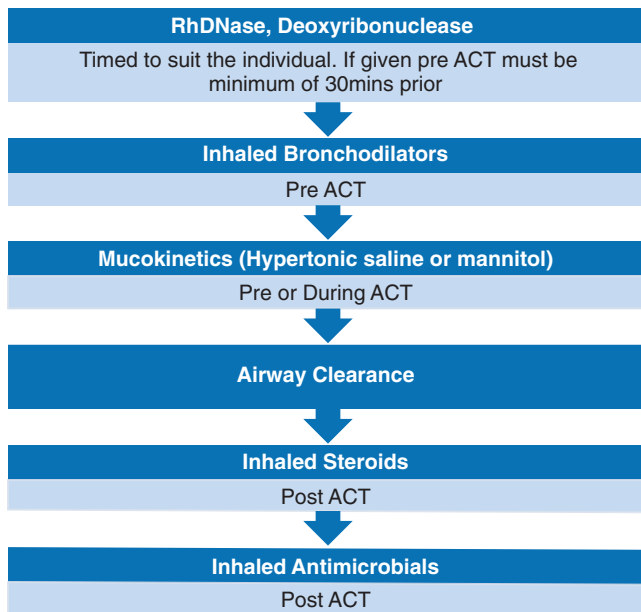 RhDNase, Deoxyribonuclease
Timed to suit the individual. If given pre ACT must be
minimum of 30mins prior
Inhaled Bronchodilators
Pre ACT
Mucokinetics (Hypertonic saline or mannitol)
Pre or During ACT
Airway Clearance
Inhaled Steroids
Post ACT
Inhaled Antimicrobials
Post ACT